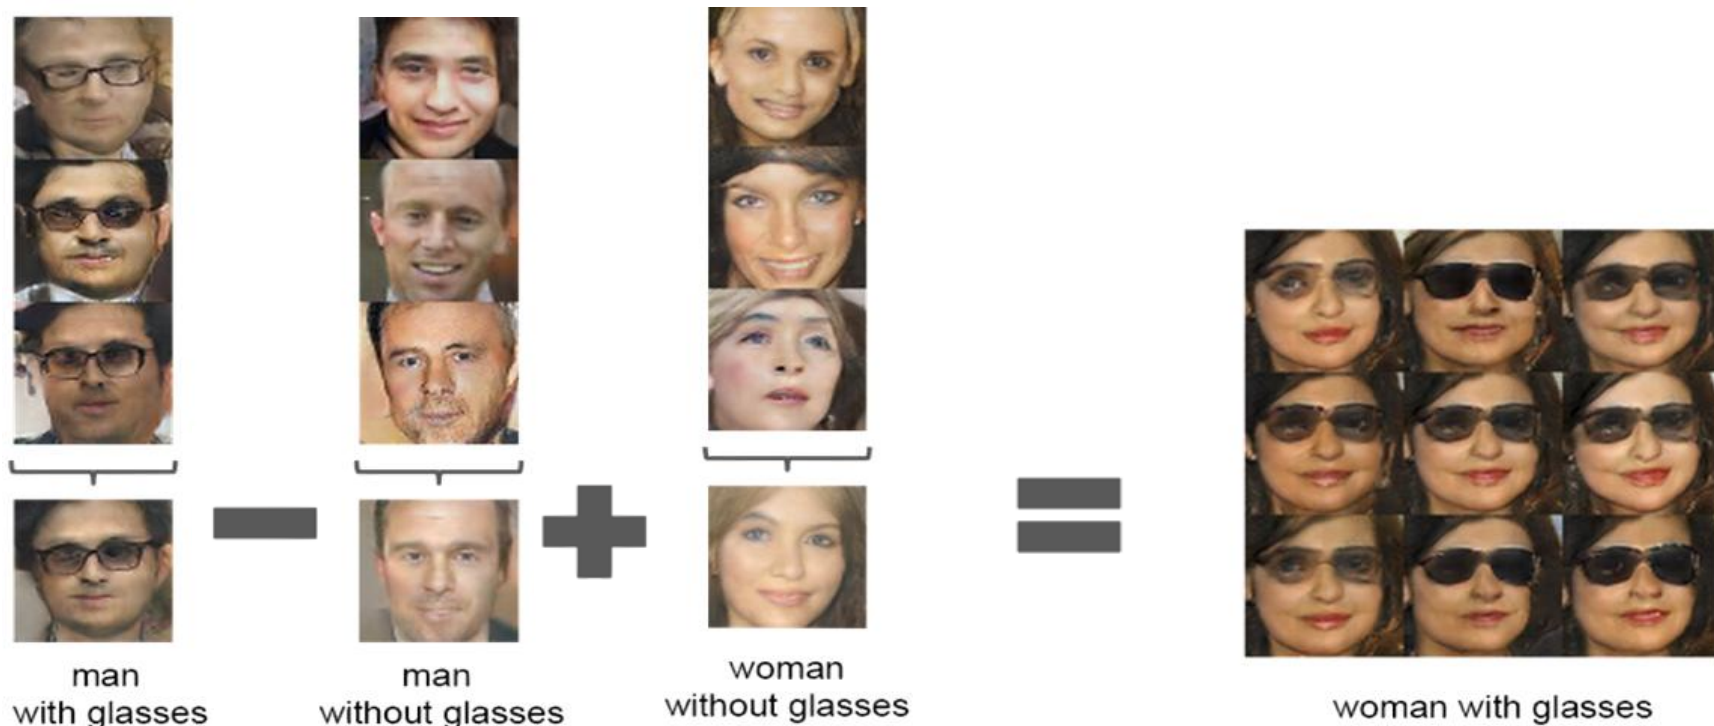 man
with glasses
man
without glasses
woman
without glasses
woman with glasses